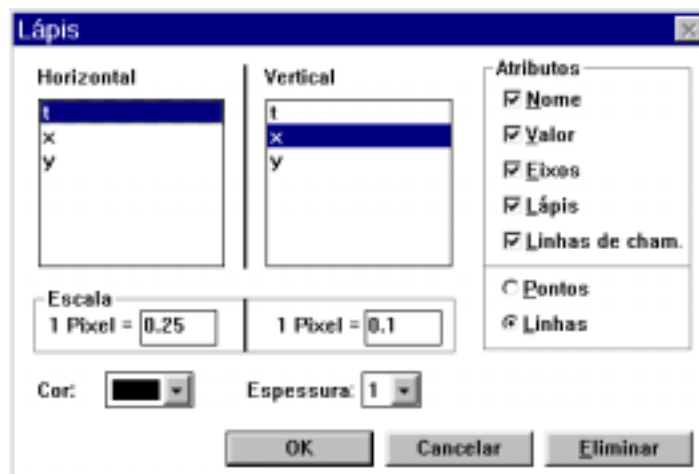 Lápis
Horizontal
t
x
y
Vertical
t
x
y
Atributos
Nome
Valor
Eixos
Lápis
Linhas de cham.
Pontos
Linhas
Escala
1 Pixel = 0.25
1 Pixel = 0.1
Cor:
Espessura: 1
OK
Cancelar
Eliminar